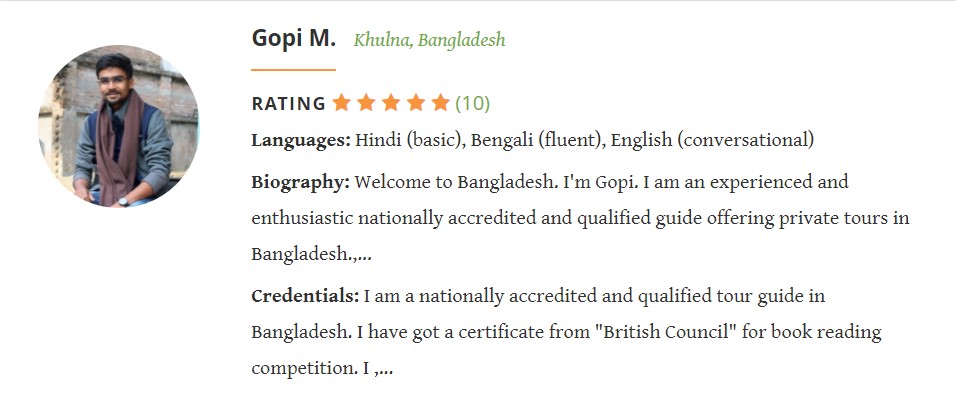 Gopi M. Khulna, Bangladesh
RATING ★★★★★ (10)
Languages: Hindi (basic), Bengali (fluent), English (conversational)
Biography: Welcome to Bangladesh. I'm Gopi. I am an experienced and
enthusiastic nationally accredited and qualified guide offering private tours in
Bangladesh.,...
Credentials: I am a nationally accredited and qualified tour guide in
Bangladesh. I have got a certificate from "British Council" for book reading
competition. I ,...